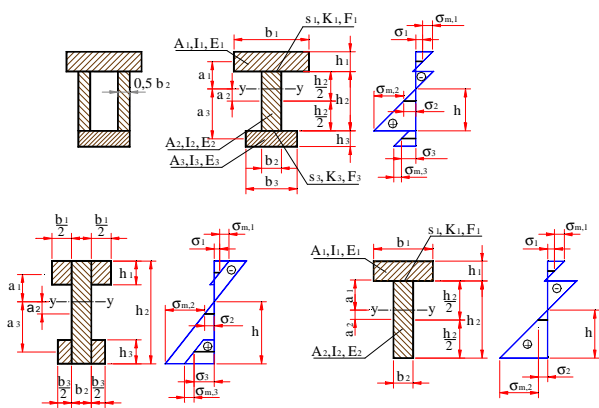 0,5 b2
b1
s1, K1, F1
A1, I1, E1
a1
a2
a3
y
y
h1
h2/2
h2/2
h2
h3
A2, I2, E2
A3, I3, E3
b2
b3
s3, K3, F3
σ1
σm,1
σm,2
σ2
h
σ3
σm,3
b1/2
b1/2
a1
a2
a3
y
y
h1
h2
h3
b3/2
b2
b3/2
σ1
σm,1
σm,2
σ2
h
σ3
σm,3
b1
s1, K1, F1
A1, I1, E1
a1
a2
y
y
h1
h2/2
h2/2
h2
A2, I2, E2
b2
σ1
σm,1
h
σm,2
σ2